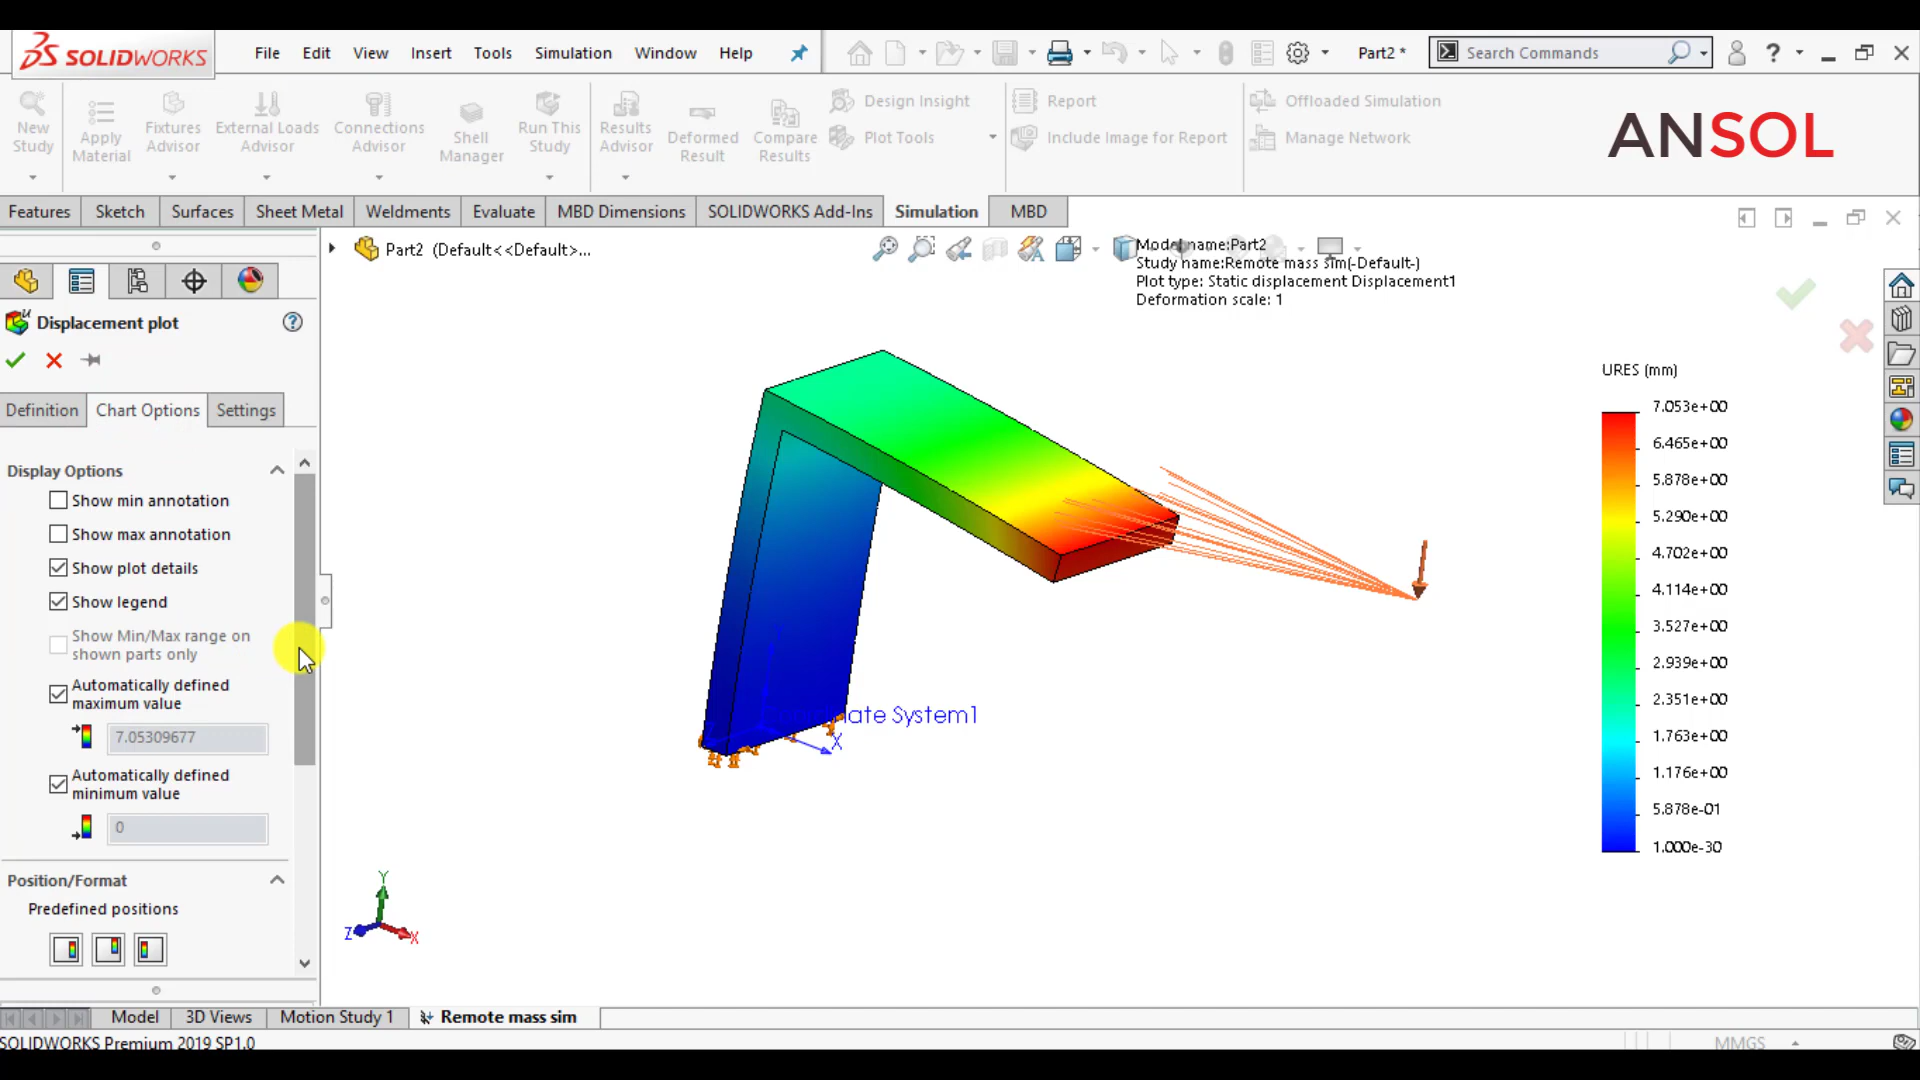 SOLIDWORKS
File Edit View Insert Tools Simulation Window Help
Part2 *
Search Commands
?
New Study
Apply Material
Fixtures Advisor
External Loads Advisor
Connections Advisor
Shell Manager
Run This Study
Results Advisor
Deformed Result
Compare Results
Design Insight
Plot Tools
Report
Include Image for Report
Offloaded Simulation
Manage Network
ANSOL
Features Sketch Surfaces Sheet Metal Weldments Evaluate MBD Dimensions SOLIDWORKS Add-Ins Simulation MBD
Part2 (Default<<Default>...
Model name:Part2
Study name:Remote mass sim(-Default-)
Plot type: Static displacement Displacement1
Deformation scale: 1
Displacement plot
?
Definition Chart Options Settings
Display Options
Show min annotation
Show max annotation
Show plot details
Show legend
Show Min/Max range on
shown parts only
Automatically defined
maximum value
7.05309677
Automatically defined
minimum value
0
Position/Format
Predefined positions
URES (mm)
7.053e+00
6.465e+00
5.878e+00
5.290e+00
4.702e+00
4.114e+00
3.527e+00
2.939e+00
2.351e+00
1.763e+00
1.176e+00
5.878e-01
1.000e-30
ate System1
X
Y
Z
X
Model 3D Views Motion Study 1 Remote mass sim
SOLIDWORKS Premium 2019 SP1.0
MMGS